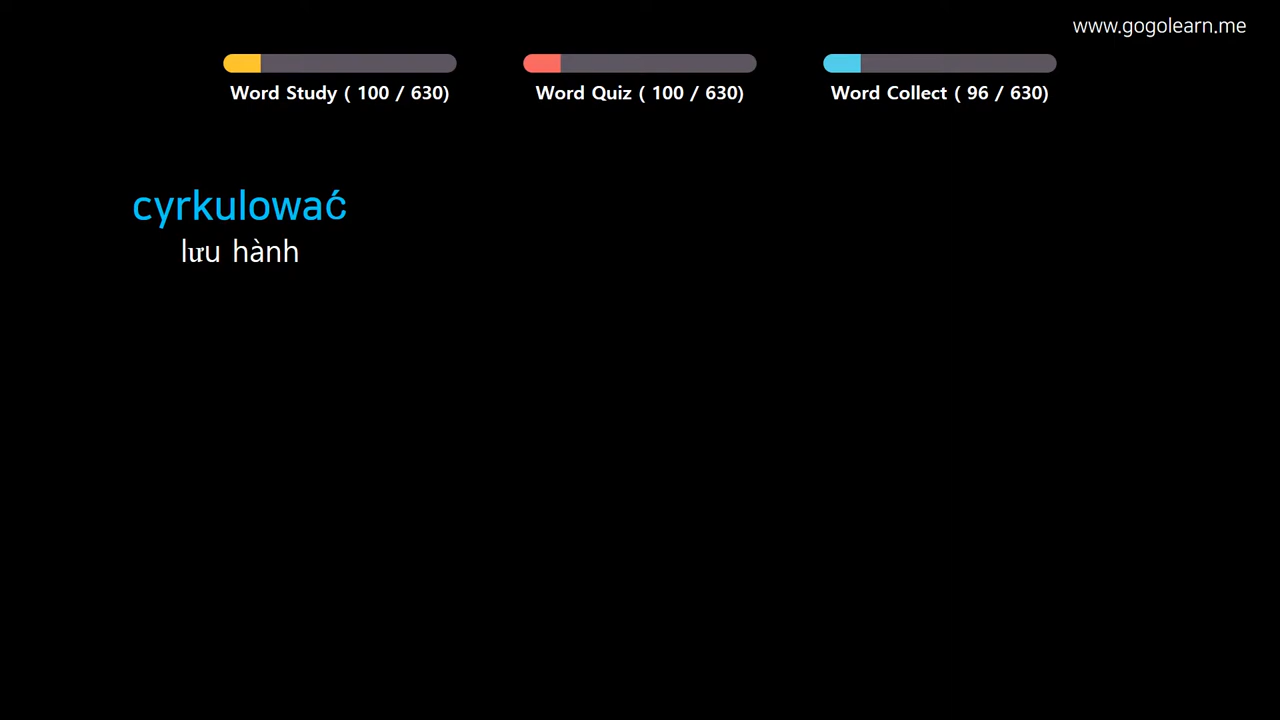 www.gogolearn.me
Word Study ( 100 / 630)
Word Quiz ( 100 / 630)
Word Collect ( 96 / 630)
cyrkulować
lưu hành